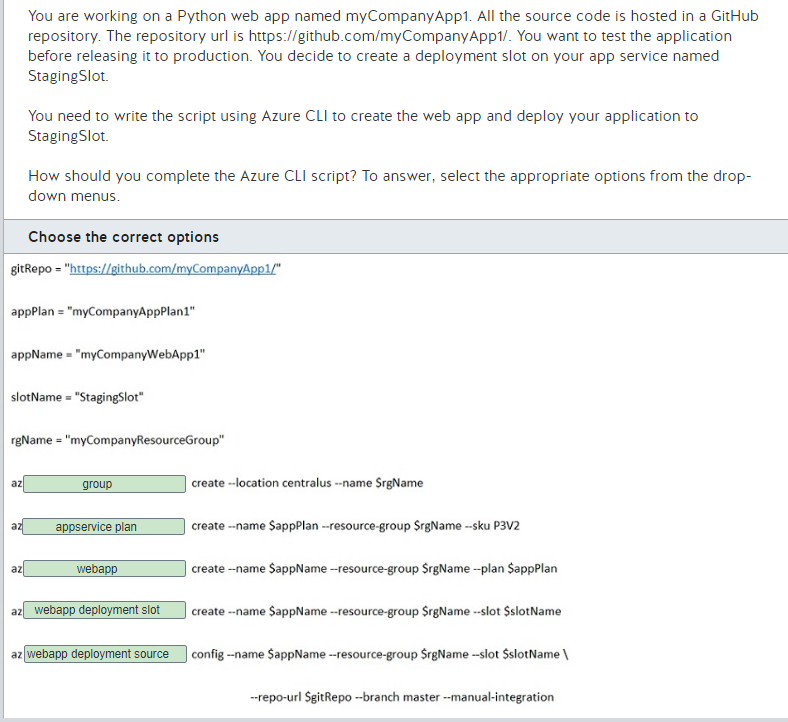 You are working on a Python web app named myCompanyApp1. All the source code is hosted in a GitHub
repository. The repository url is https://github.com/myCompanyApp1/. You want to test the application
before releasing it to production. You decide to create a deployment slot on your app service named
StagingSlot.
You need to write the script using Azure CLI to create the web app and deploy your application to
StagingSlot.
How should you complete the Azure CLI script? To answer, select the appropriate options from the drop-
down menus.
Choose the correct options
gitRepo = "https://github.com/myCompanyApp1/"
appPlan = "myCompanyAppPlan1"
appName = "myCompanyWebApp1"
slotName = "StagingSlot"
rgName = "myCompanyResourceGroup"
az group create --location centralus --name $rgName
az appservice plan create --name $appPlan --resource-group $rgName --sku P3V2
az webapp create --name $appName --resource-group $rgName --plan $appPlan
az webapp deployment slot create --name $appName --resource-group $rgName --slot $slotName
az webapp deployment source config --name $appName --resource-group $rgName --slot $slotName \
--repo-url $gitRepo --branch master --manual-integration